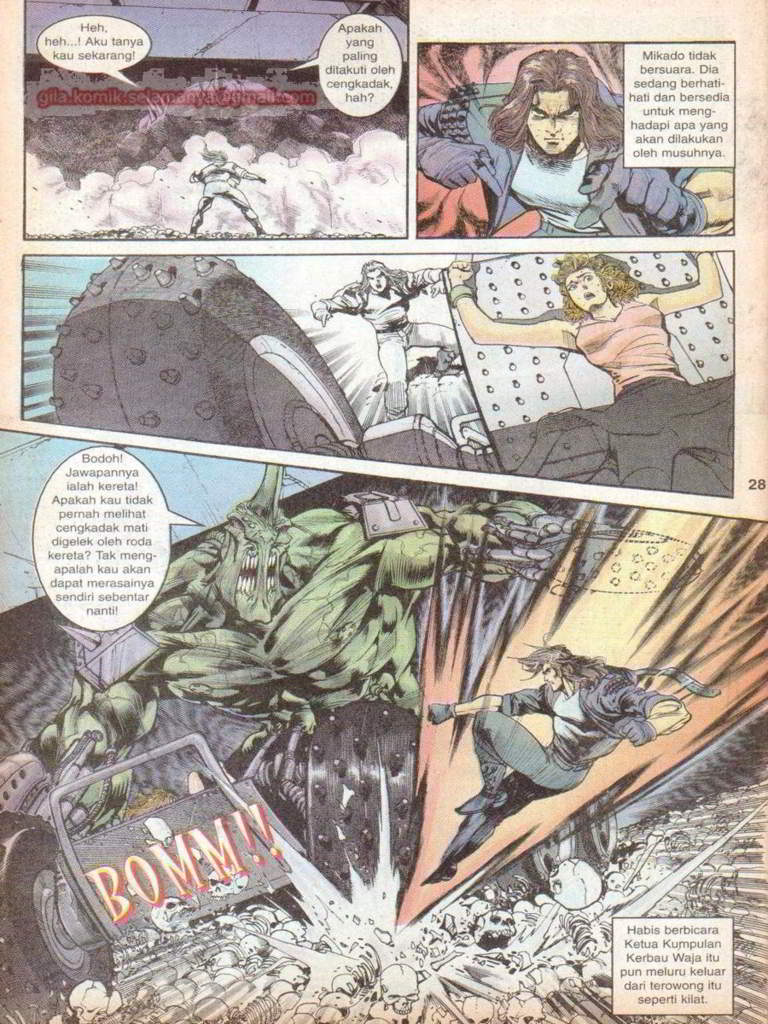 Heh,
heh...! Aku tanya
kau sekarang!
Apakah
yang
paling
ditakuti oleh
cengkadak,
hah?
gila.komik.selamanya@gmail.com
Mikado tidak
bersuara. Dia
sedang berhati-
hati dan bersedia
untuk meng-
hadapi apa yang
akan dilakukan
oleh musuhnya.
28
Bodoh!
Jawapannya
ialah kereta!
Apakah kau tidak
pernah melihat
cengkadak mati
digelek oleh roda
kereta? Tak meng-
apalah kau akan
dapat merasainya
sendiri sebentar
nanti!
BOMM!!
Habis berbicara
Ketua Kumpulan
Kerbau Waja itu
pun meluru keluar
dari terowong itu
seperti kilat.